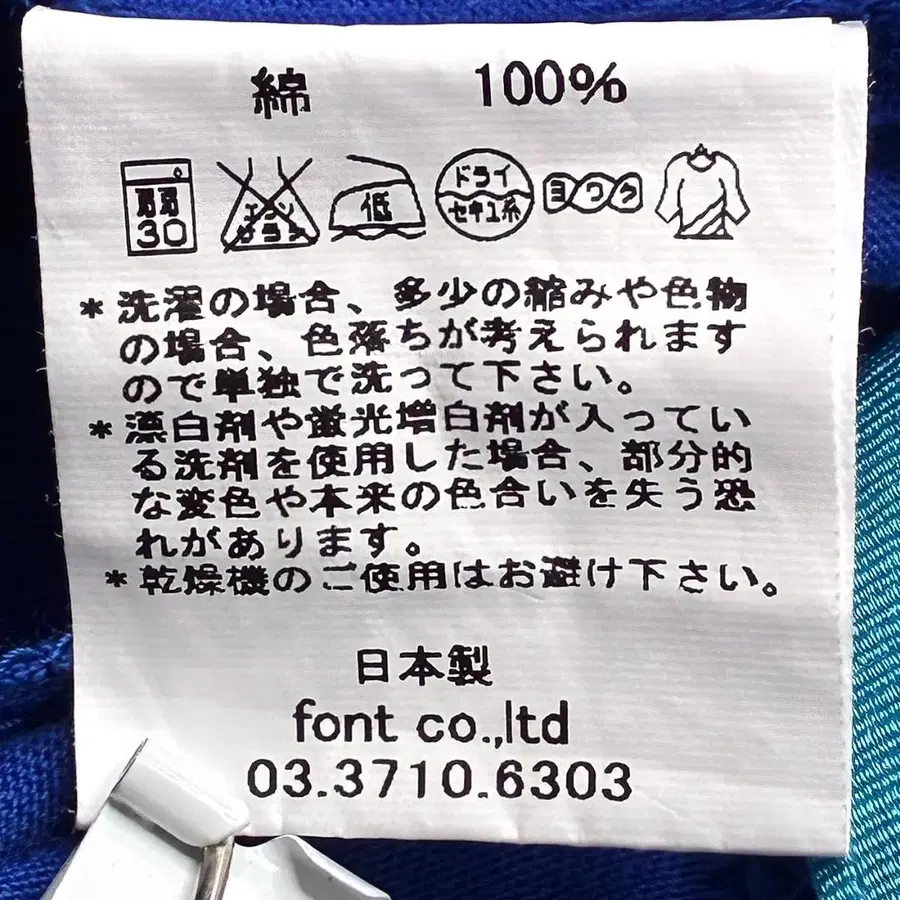 綿 100%
弱 30
エンソ サラシ
低
ドライ
セキユ系
ヨワク
* 洗濯の場合、多少の縮みや色物
の場合、色落ちが考えられます
ので単独で洗って下さい。
* 漂白剤や蛍光増白剤が入ってい
る洗剤を使用した場合、部分的
な変色や本来の色合いを失う恐
れがあります。
* 乾燥機のご使用はお避け下さい。
日本製
font co.,ltd
03.3710.6303